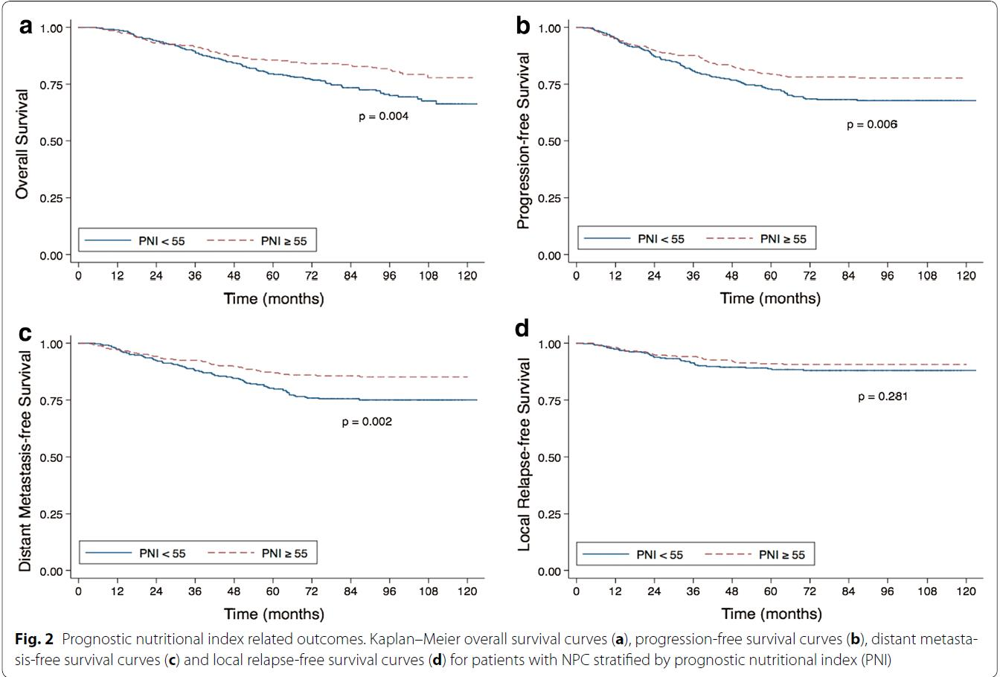 a
Overall Survival
1.00
0.75
0.50
0.25
0.00
p = 0.004
PNI < 55 PNI ≥ 55
0 12 24 36 48 60 72 84 96 108 120
Time (months)
b
Progression-free Survival
1.00
0.75
0.50
0.25
0.00
p = 0.006
PNI < 55 PNI ≥ 55
0 12 24 36 48 60 72 84 96 108 120
Time (months)
c
Distant Metastasis-free Survival
1.00
0.75
0.50
0.25
0.00
p = 0.002
PNI < 55 PNI ≥ 55
0 12 24 36 48 60 72 84 96 108 120
Time (months)
d
Local Relapse-free Survival
1.00
0.75
0.50
0.25
0.00
p = 0.281
PNI < 55 PNI ≥ 55
0 12 24 36 48 60 72 84 96 108 120
Time (months)
Fig. 2 Prognostic nutritional index related outcomes. Kaplan–Meier overall survival curves (a), progression-free survival curves (b), distant metasta-
sis-free survival curves (c) and local relapse-free survival curves (d) for patients with NPC stratified by prognostic nutritional index (PNI)